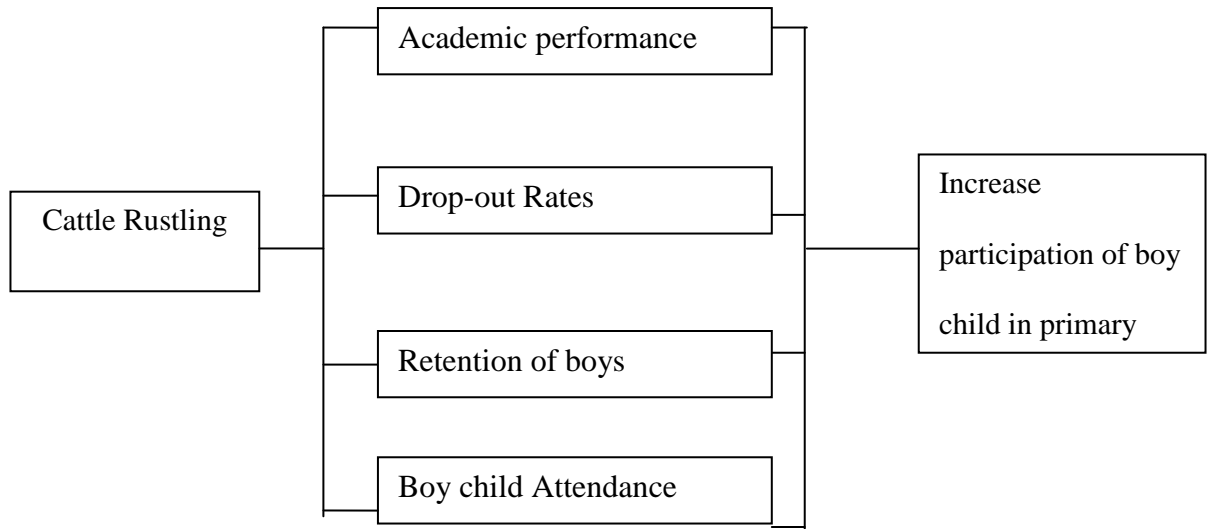 Academic performance
Drop-out Rates
Cattle Rustling
Retention of boys
Boy child Attendance
Increase
participation of boy
child in primary